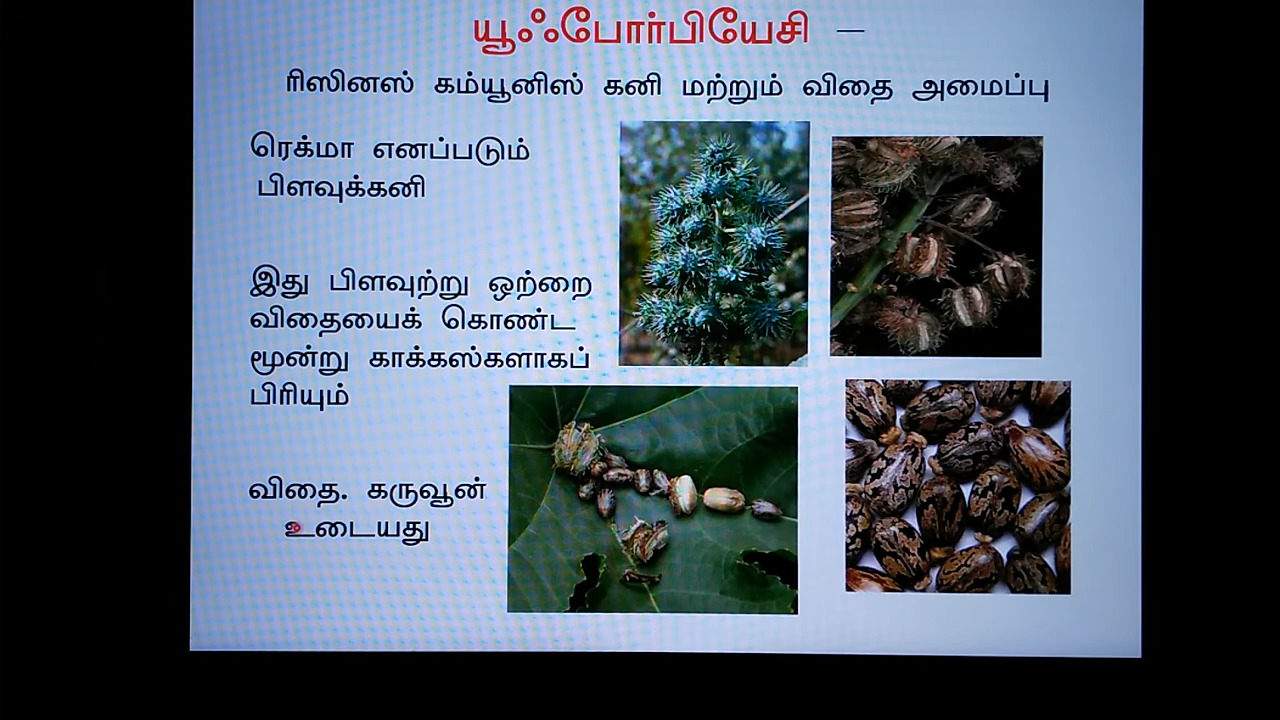 யூஃபோர்பியேசி –
ரிஸினஸ் கம்யூனிஸ் கனி மற்றும் விதை அமைப்பு
ரெக்மா எனப்படும்
பிளவுக்கனி
இது பிளவுற்று ஒற்றை
விதையைக் கொண்ட
மூன்று காக்கஸ்களாகப்
பிரியும்
விதை. கருவூன்
உடையது